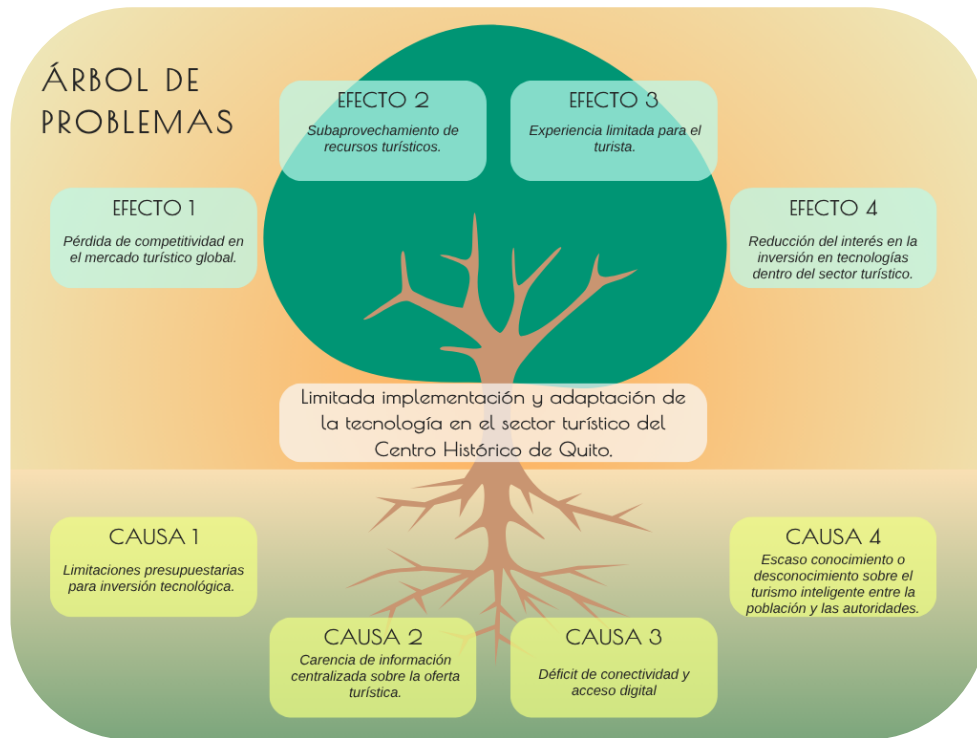 ÁRBOL DE
PROBLEMAS
EFECTO 2
Subaprovechamiento de
recursos turísticos.
EFECTO 3
Experiencia limitada para el
turista.
EFECTO 1
Pérdida de competitividad en
el mercado turístico global.
EFECTO 4
Reducción del interés en la
inversión en tecnologías
dentro del sector turístico.
Limitada implementación y adaptación de
la tecnología en el sector turístico del
Centro Histórico de Quito.
CAUSA 1
Limitaciones presupuestarias
para inversión tecnológica.
CAUSA 4
Escaso conocimiento o
desconocimiento sobre el
turismo inteligente entre la
población y las autoridades.
CAUSA 2
Carencia de información
centralizada sobre la oferta
turística.
CAUSA 3
Déficit de conectividad y
acceso digital